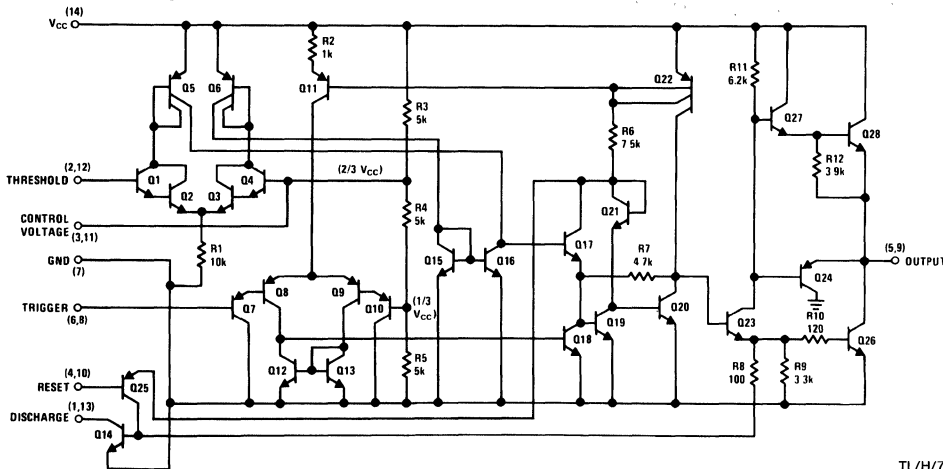 (14)
VCC
R2
1k
R11
6.2k
Q5
Q6
Q11
Q22
R3
5k
Q27
Q28
R6
7 5k
R12
3 9k
(2/3 VCC)
(2,12)
THRESHOLD
Q1
Q2
Q3
Q4
R4
5k
Q21
CONTROL
VOLTAGE
(3,11)
R1
10k
Q15
Q16
Q17
R7
4 7k
(5,9)
OUTPUT
GND
(7)
Q24
Q8
Q9
TRIGGER
(6,8)
Q7
Q10
(1/3
VCC)
Q18
Q19
Q20
Q23
R10
120
Q26
(4,10)
RESET
Q25
Q12
Q13
R5
5k
R8
100
R9
3 3k
DISCHARGE
(1,13)
Q14
TL/H/7